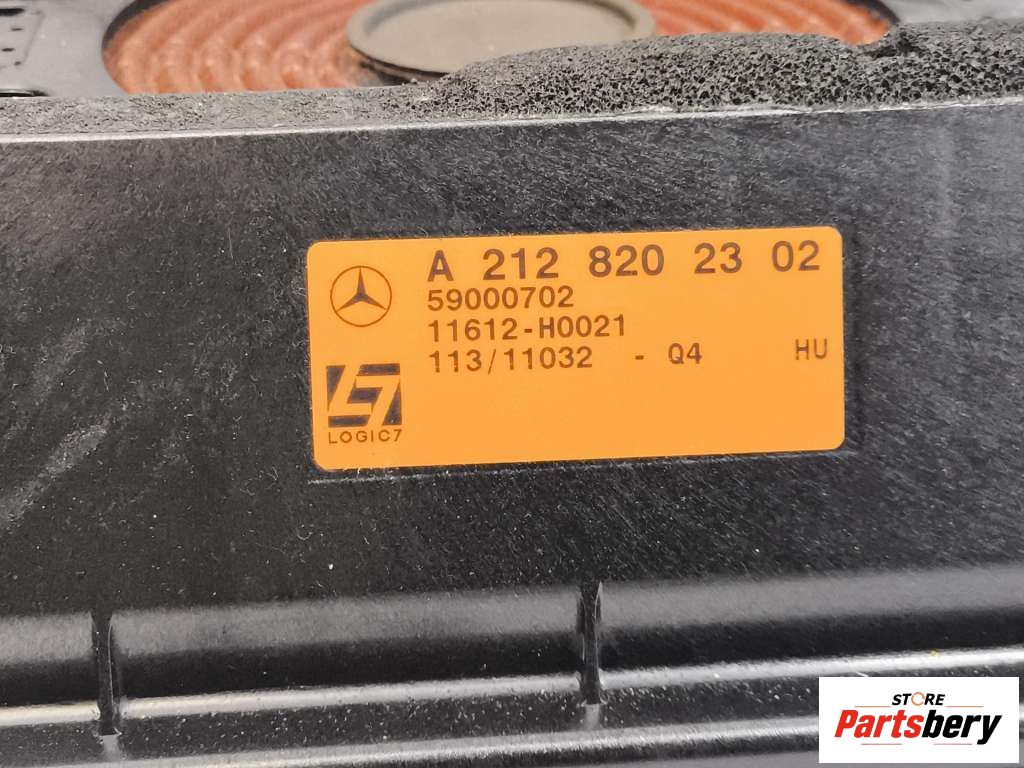 A 212 820 23 02
59000702
11612-H0021
113/11032 - Q4 HU
LOGIC7
STORE
Partsbery